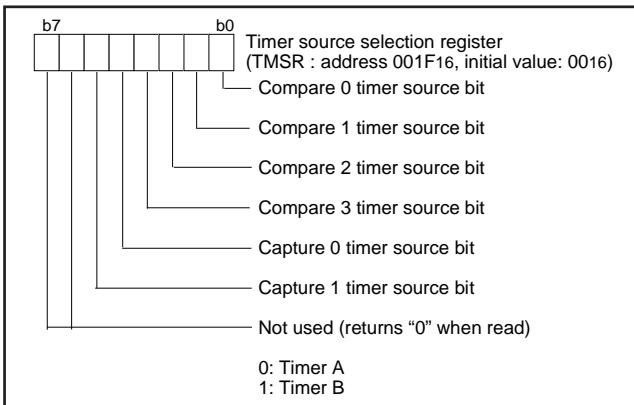 b7 b0
Timer source selection register
(TMSR : address 001F16, initial value: 0016)
Compare 0 timer source bit
Compare 1 timer source bit
Compare 2 timer source bit
Compare 3 timer source bit
Capture 0 timer source bit
Capture 1 timer source bit
Not used (returns “0” when read)
0: Timer A
1: Timer B